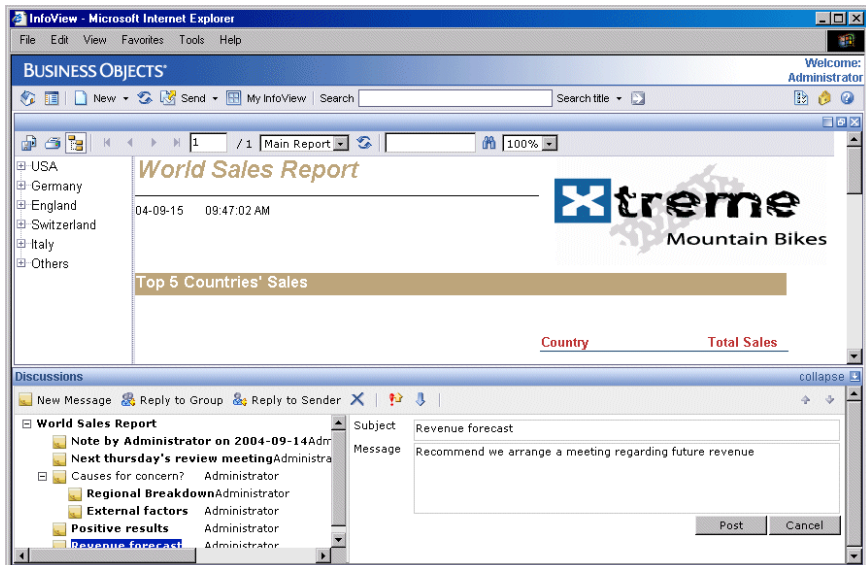 InfoView - Microsoft Internet Explorer
File Edit View Favorites Tools Help
BUSINESS OBJECTS
Welcome:
Administrator
New Send My InfoView Search Search title
1 / 1 Main Report 100%
USA
Germany
England
Switzerland
Italy
Others
World Sales Report
04-09-15 09:47:02 AM
Xtreme
Mountain Bikes
Top 5 Countries' Sales
Country Total Sales
Discussions collapse
New Message Reply to Group Reply to Sender
World Sales Report
Note by Administrator on 2004-09-14Adm
Next thursday's review meetingAdministra
Causes for concern? Administrator
Regional BreakdownAdministrator
External factors Administrator
Positive results Administrator
Revenue forecast Administrator
Subject Revenue forecast
Message Recommend we arrange a meeting regarding future revenue
Post Cancel